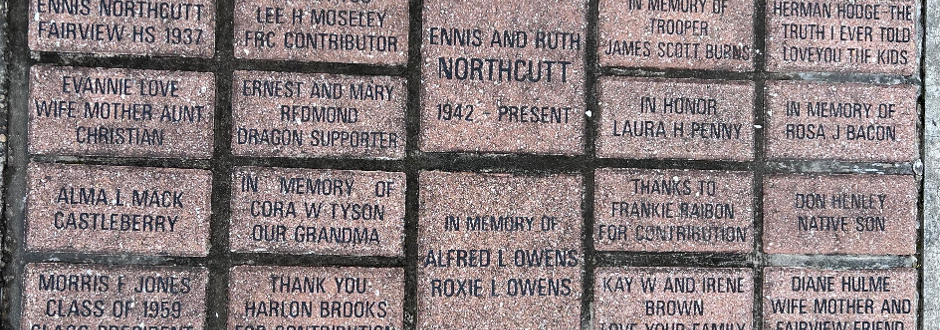 ENNIS NORTHCUTT
FAIRVIEW HS 1937
LEE H MOSELEY
FRC CONTRIBUTOR
ENNIS AND RUTH
NORTHCUTT
1942 - PRESENT
IN MEMORY OF
TROOPER
JAMES SCOTT BURNS
HERMAN HODGE-THE
TRUTH I EVER TOLD
LOVEYOU THE KIDS
EVANNIE LOVE
WIFE MOTHER AUNT
CHRISTIAN
ERNEST AND MARY
REDMOND
DRAGON SUPPORTER
IN HONOR
LAURA H PENNY
IN MEMORY OF
ROSA J BACON
ALMA L MACK
CASTLEBERRY
IN MEMORY OF
CORA W TYSON
OUR GRANDMA
IN MEMORY OF
ALFRED L OWENS
ROXIE L OWENS
THANKS TO
FRANKIE RAIBON
FOR CONTRIBUTION
DON HENLEY
NATIVE SON
MORRIS F JONES
CLASS OF 1959
CLASS PRESIDENT
THANK YOU
HARLON BROOKS
FOR CONTRIBUTION
KAY W AND IRENE
BROWN
LOVE YOUR FAMILY
DIANE HULME
WIFE MOTHER AND
FAIRVIEW